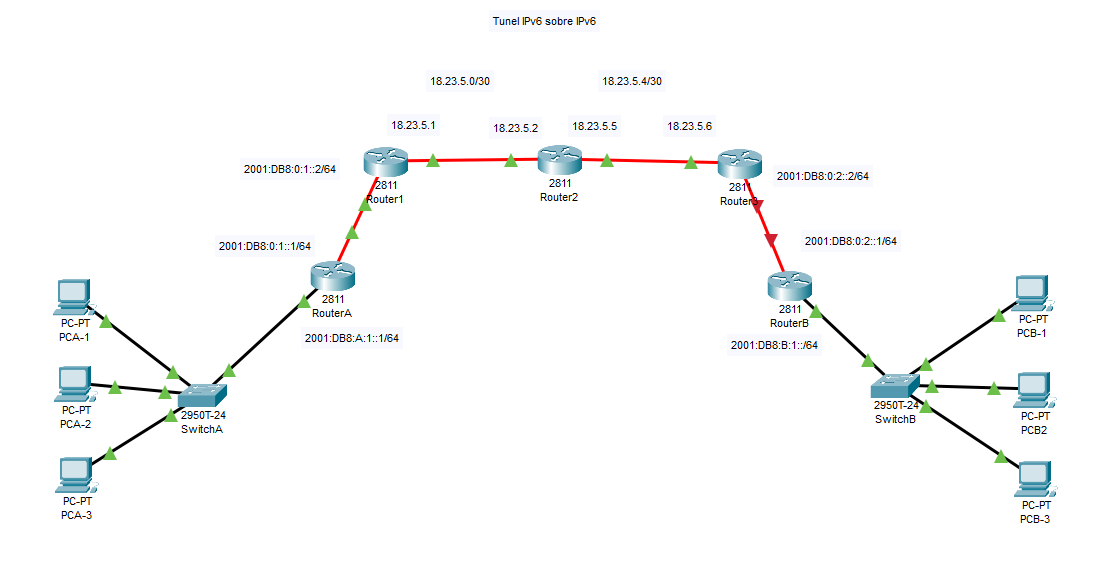 Tunel IPv6 sobre IPv6
18.23.5.0/30
18.23.5.4/30
18.23.5.1
18.23.5.2
18.23.5.5
18.23.5.6
2001:DB8:0:1::2/64
2811
Router1
2811
Router2
2811
Router3
2001:DB8:0:2::2/64
2001:DB8:0:1::1/64
2001:DB8:0:2::1/64
2811
RouterA
2811
RouterB
2001:DB8:A:1::1/64
2001:DB8:B:1::/64
PC-PT
PCA-1
PC-PT
PCB-1
PC-PT
PCA-2
2950T-24
SwitchA
2950T-24
SwitchB
PC-PT
PCB2
PC-PT
PCA-3
PC-PT
PCB-3